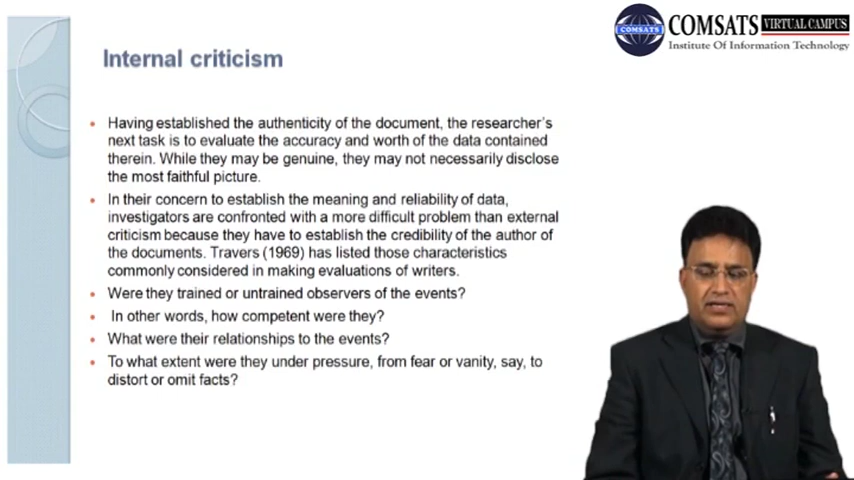 COMSATS VIRTUAL CAMPUS
Institute Of Information Technology
COMSATS
Internal criticism
Having established the authenticity of the document, the researcher's
next task is to evaluate the accuracy and worth of the data contained
therein. While they may be genuine, they may not necessarily disclose
the most faithful picture.
In their concern to establish the meaning and reliability of data,
investigators are confronted with a more difficult problem than external
criticism because they have to establish the credibility of the author of
the documents. Travers (1969) has listed those characteristics
commonly considered in making evaluations of writers.
Were they trained or untrained observers of the events?
In other words, how competent were they?
What were their relationships to the events?
To what extent were they under pressure, from fear or vanity, say, to
distort or omit facts?